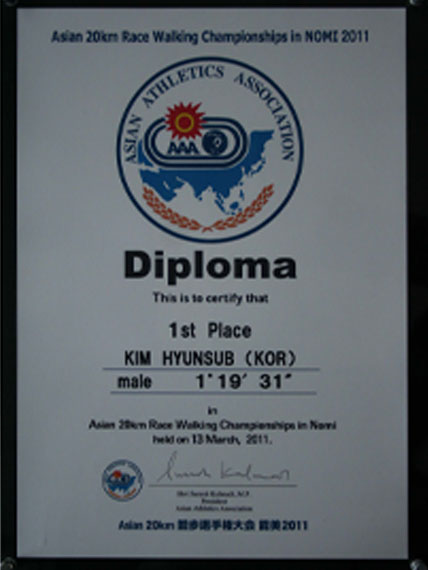 Asian 20km Race Walking Championships in NOMI 2011
ASIAN ATHLETICS ASSOCIATION
AAA
Diploma
This is to certify that
1st Place
KIM HYUNSUB (KOR)
male 1°19′31″
in
Asian 20km Race Walking Championships in Nomi
held on 13 March, 2011.
Shri Suresh Kalmadi, M.P.
President
Asian Athletics Association
Asian 20km 競歩選手権大会 能美2011